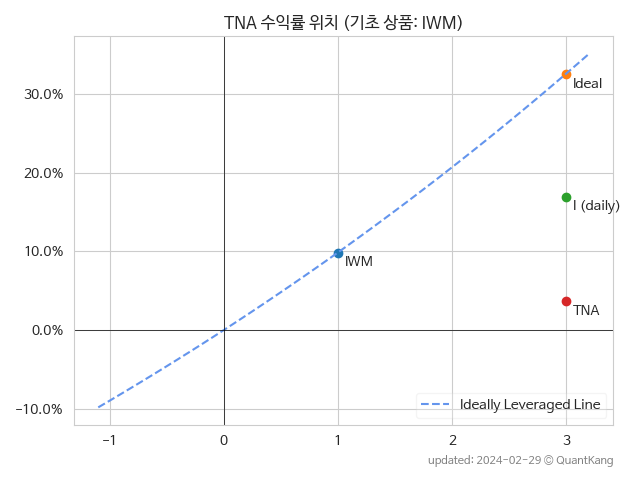 TNA 수익률 위치 (기초 상품: IWM)
30.0%
20.0%
10.0%
0.0%
−10.0%
Ideal
I (daily)
IWM
TNA
Ideally Leveraged Line
−1
0
1
2
3
updated: 2024-02-29 © QuantKang